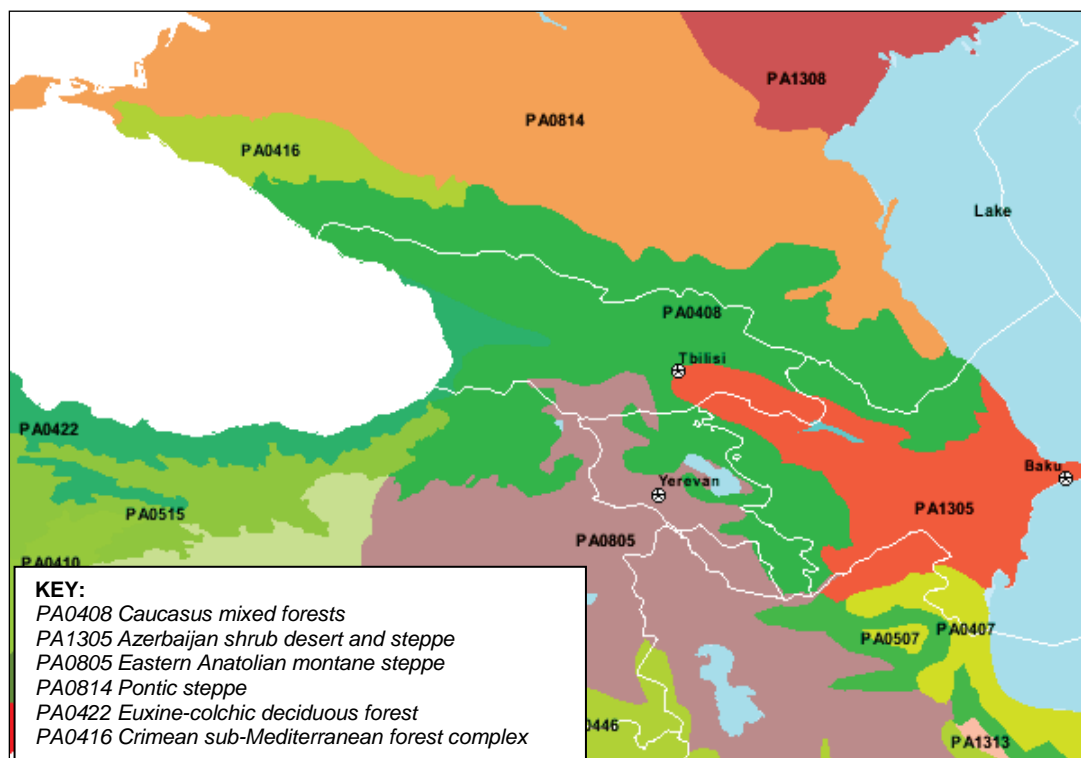 PA1308
PA0814
PA0416
Lake
PA0408
Tbilisi
PA0422
Baku
Yerevan
PA1305
PA0515
PA0805
PA0410
KEY:
PA0408 Caucasus mixed forests
PA1305 Azerbaijan shrub desert and steppe
PA0805 Eastern Anatolian montane steppe
PA0814 Pontic steppe
PA0422 Euxine-colchic deciduous forest
PA0416 Crimean sub-Mediterranean forest complex
PA0507
PA0407
0446
PA1313